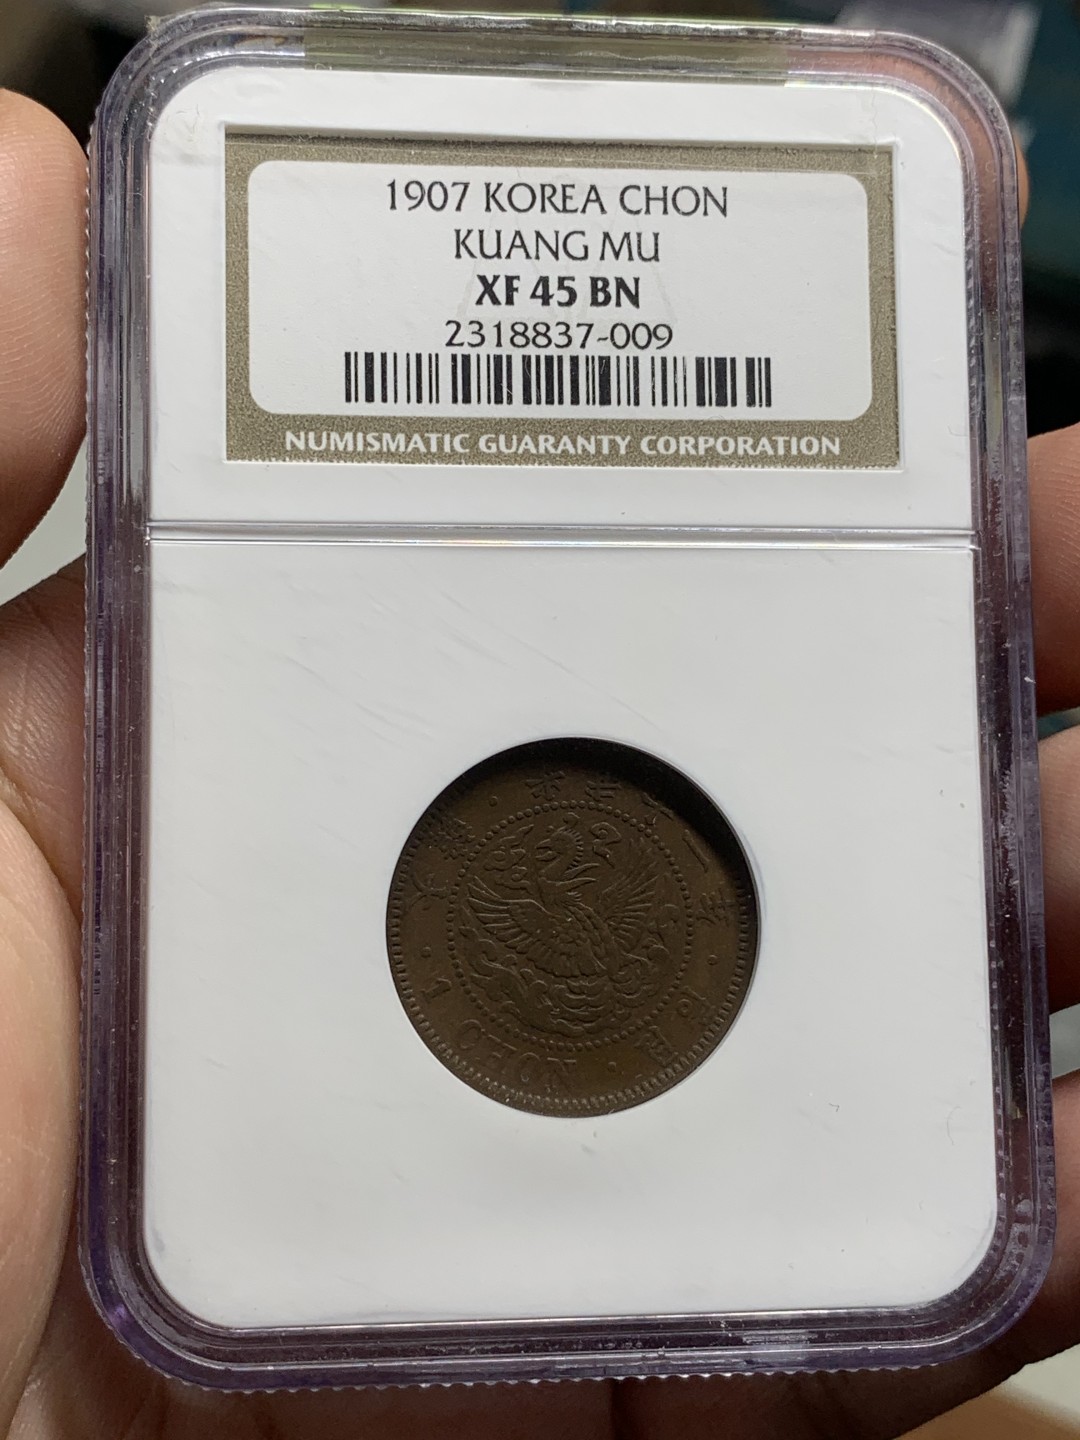 1907 KOREA CHON
KUANG MU
XF 45 BN
2318837-009
NUMISMATIC GUARANTY CORPORATION
1 CHON